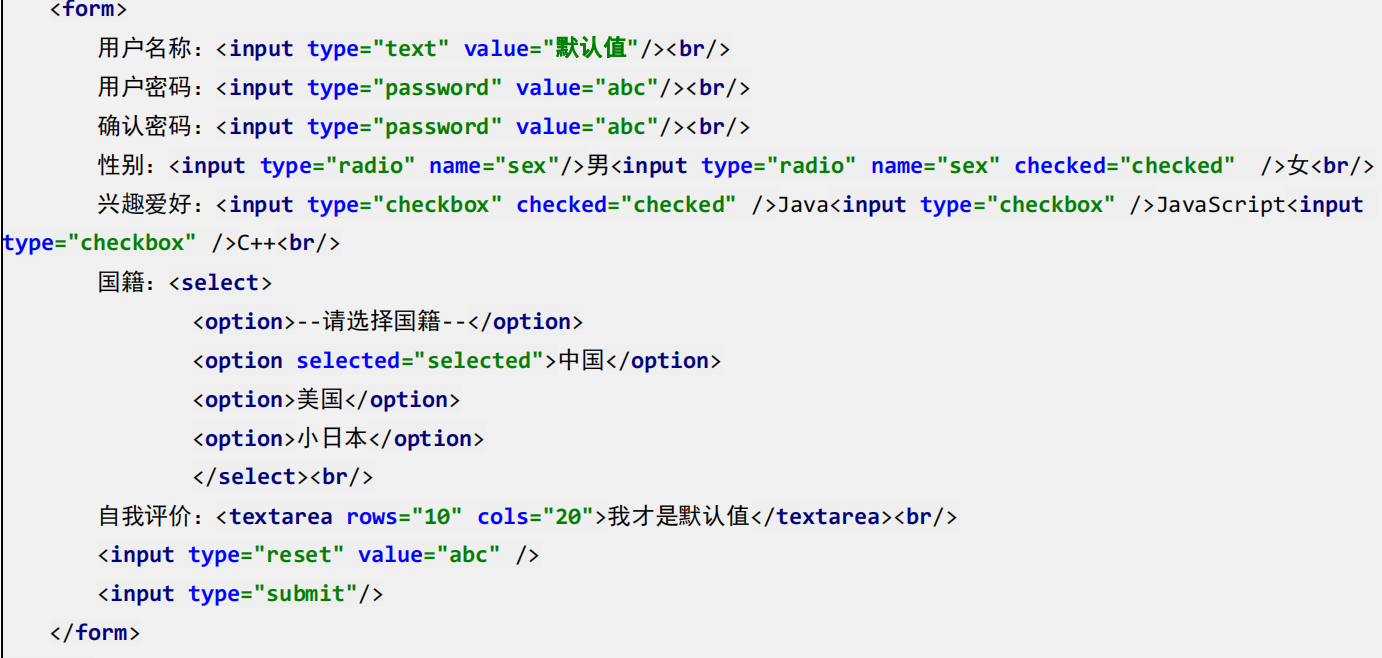 <form>
用户名称：<input type="text" value="默认值"/><br/>
用户密码：<input type="password" value="abc"/><br/>
确认密码：<input type="password" value="abc"/><br/>
性别：<input type="radio" name="sex"/>男<input type="radio" name="sex" checked="checked"  />女<br/>
兴趣爱好：<input type="checkbox" checked="checked" />Java<input type="checkbox" />JavaScript<input
type="checkbox" />C++<br/>
国籍：<select>
<option>--请选择国籍--</option>
<option selected="selected">中国</option>
<option>美国</option>
<option>小日本</option>
</select><br/>
自我评价：<textarea rows="10" cols="20">我才是默认值</textarea><br/>
<input type="reset" value="abc" />
<input type="submit"/>
</form>